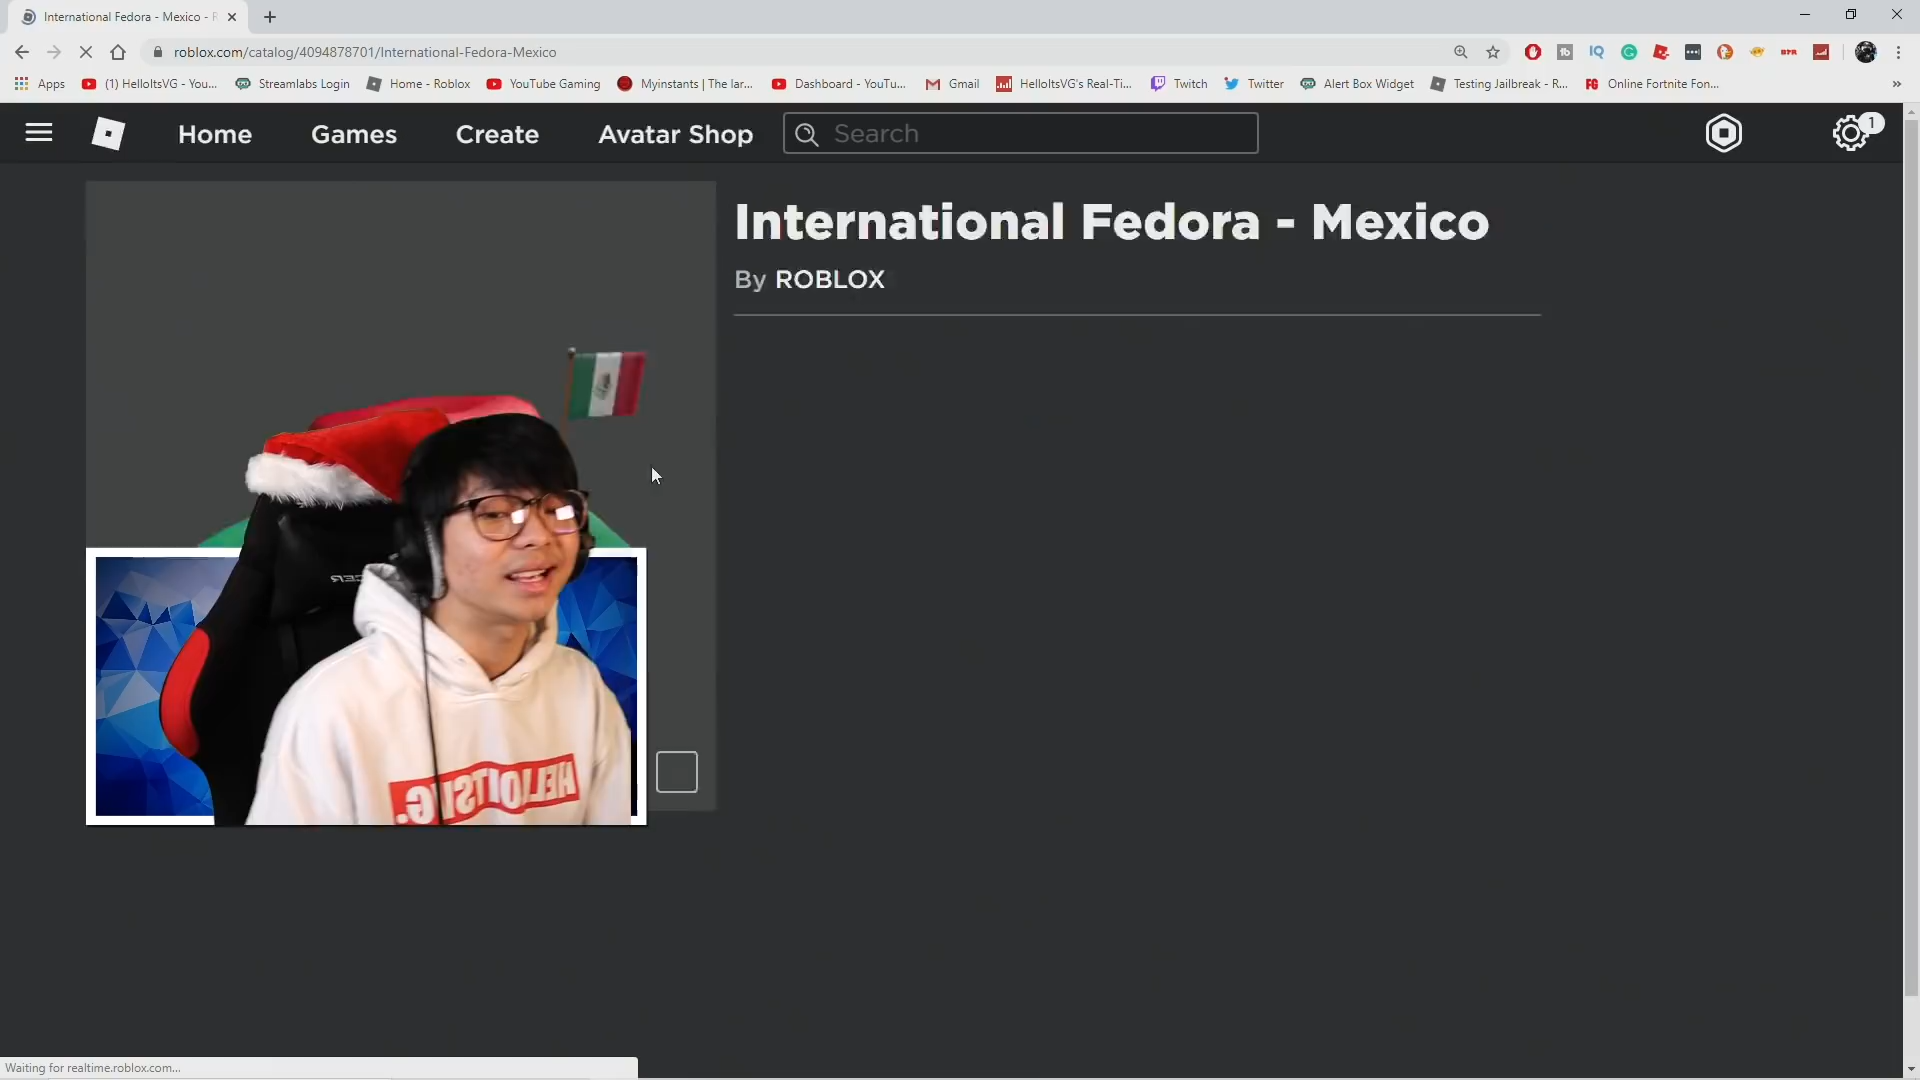 International Fedora - Mexico - R
roblox.com/catalog/4094878701/International-Fedora-Mexico
Apps
(1) HelloItsVG - You...
Streamlabs Login
Home - Roblox
YouTube Gaming
Myinstants | The lar...
Dashboard - YouTu...
Gmail
HelloItsVG's Real-Ti...
Twitch
Twitter
Alert Box Widget
Testing Jailbreak - R...
Online Fortnite Fon...
Home
Games
Create
Avatar Shop
Search
1
International Fedora - Mexico
By ROBLOX
HELLOITSVG.
Waiting for realtime.roblox.com...